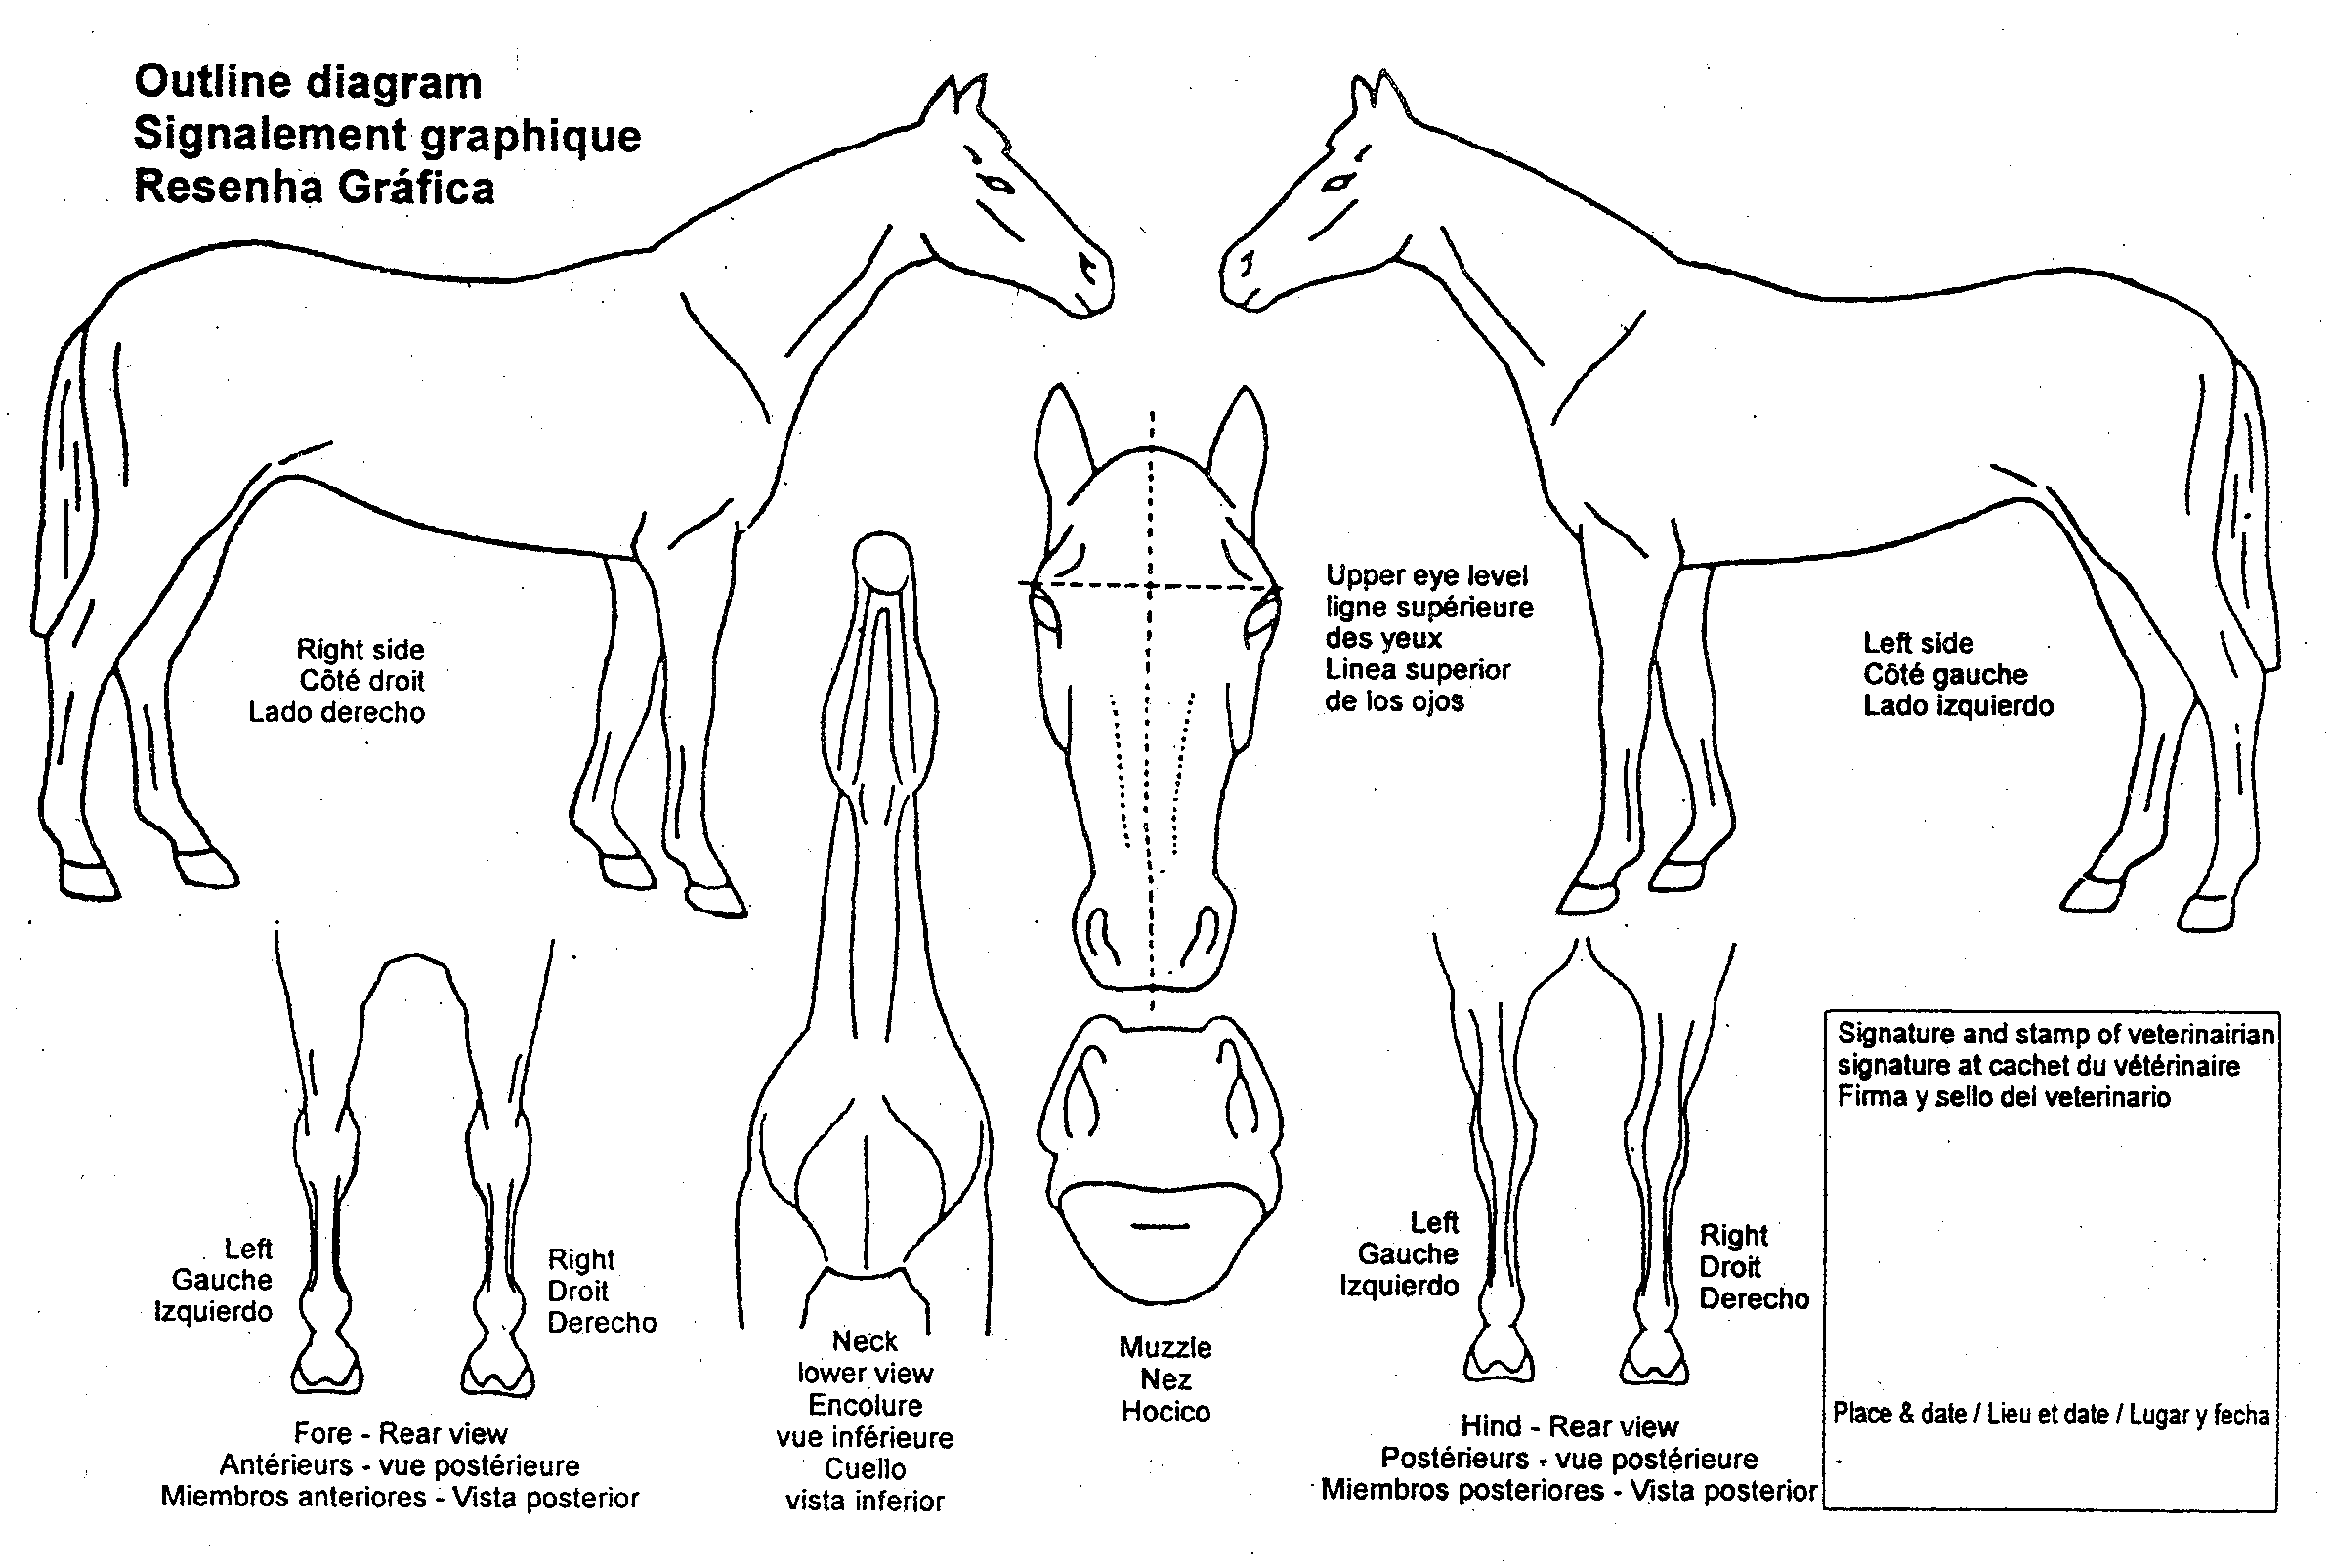 Outline diagram
Signalement graphique
Resenha Gráfica
Right side
Côté droit
Lado derecho
Upper eye level
ligne supérieure
des yeux
Linea superior
de los ojos
Left side
Côté gauche
Lado izquierdo
Left
Gauche
Izquierdo
Right
Droit
Derecho
Fore - Rear view
Antérieurs - vue postérieure
Miembros anteriores - Vista posterior
Neck
lower view
Encolure
vue inférieure
Cuello
vista inferior
Muzzle
Nez
Hocico
Left
Gauche
Izquierdo
Right
Droit
Derecho
Hind - Rear view
Postérieurs - vue postérieure
Miembros posteriores - Vista posterior
Signature and stamp of veterinairian
signature at cachet du vétérinaire
Firma y sello del veterinario
Place & date / Lieu et date / Lugar y fecha